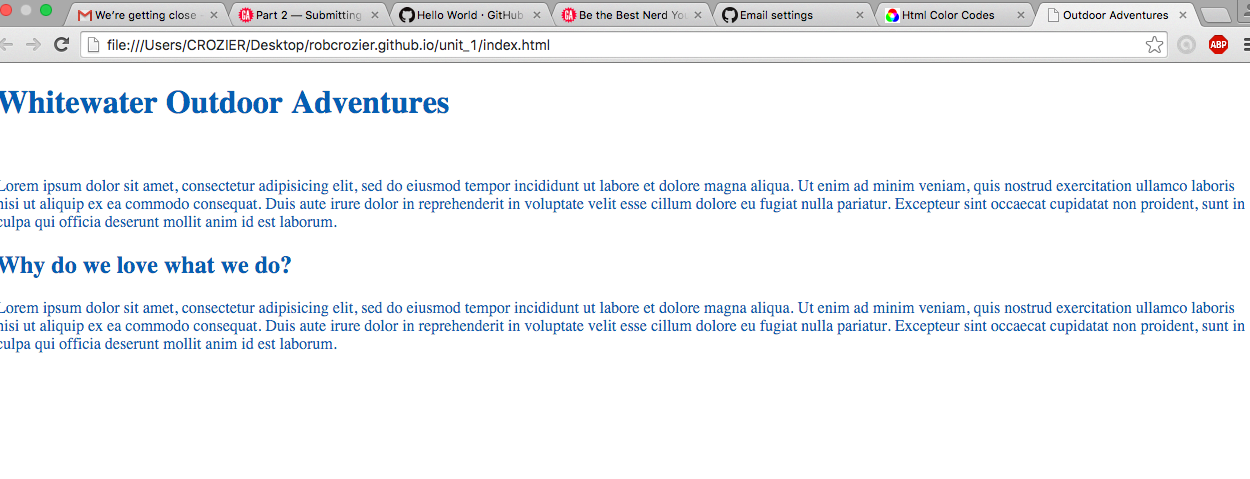 We're getting close -
Part 2 — Submitting
Hello World · GitHub
Be the Best Nerd You
Email settings
Html Color Codes
Outdoor Adventures
file:///Users/CROZIER/Desktop/robcrozier.github.io/unit_1/index.html
ABP
Whitewater Outdoor Adventures
Lorem ipsum dolor sit amet, consectetur adipisicing elit, sed do eiusmod tempor incididunt ut labore et dolore magna aliqua. Ut enim ad minim veniam, quis nostrud exercitation ullamco laboris
nisi ut aliquip ex ea commodo consequat. Duis aute irure dolor in reprehenderit in voluptate velit esse cillum dolore eu fugiat nulla pariatur. Excepteur sint occaecat cupidatat non proident, sunt in
culpa qui officia deserunt mollit anim id est laborum.
Why do we love what we do?
Lorem ipsum dolor sit amet, consectetur adipisicing elit, sed do eiusmod tempor incididunt ut labore et dolore magna aliqua. Ut enim ad minim veniam, quis nostrud exercitation ullamco laboris
nisi ut aliquip ex ea commodo consequat. Duis aute irure dolor in reprehenderit in voluptate velit esse cillum dolore eu fugiat nulla pariatur. Excepteur sint occaecat cupidatat non proident, sunt in
culpa qui officia deserunt mollit anim id est laborum.